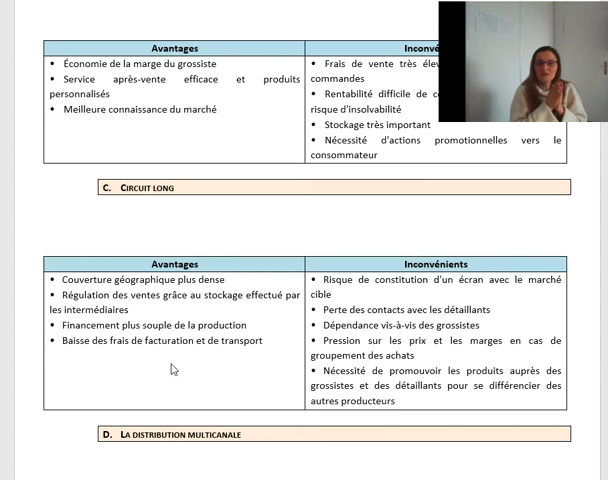 Avantages
• Économie de la marge du grossiste
• Service après-vente efficace et produits
personnalisés
• Meilleure connaissance du marché
• Frais de vente très
commandes
• Rentabilité difficile de
risque d'insolvabilité
• Stockage très important
• Nécessité d'actions promotionnelles vers le
consommateur
C. CIRCUIT LONG
Avantages
• Couverture géographique plus dense
• Régulation des ventes grâce au stockage effectué par
les intermédiaires
• Financement plus souple de la production
• Baisse des frais de facturation et de transport
Inconvénients
• Risque de constitution d'un écran avec le marché
cible
• Perte des contacts avec les détaillants
• Dépendance vis-à-vis des grossistes
• Pression sur les prix et les marges en cas de
groupement des achats
• Nécessité de promouvoir les produits auprès des
grossistes et des détaillants pour se différencier des
autres producteurs
D. LA DISTRIBUTION MULTICANALE